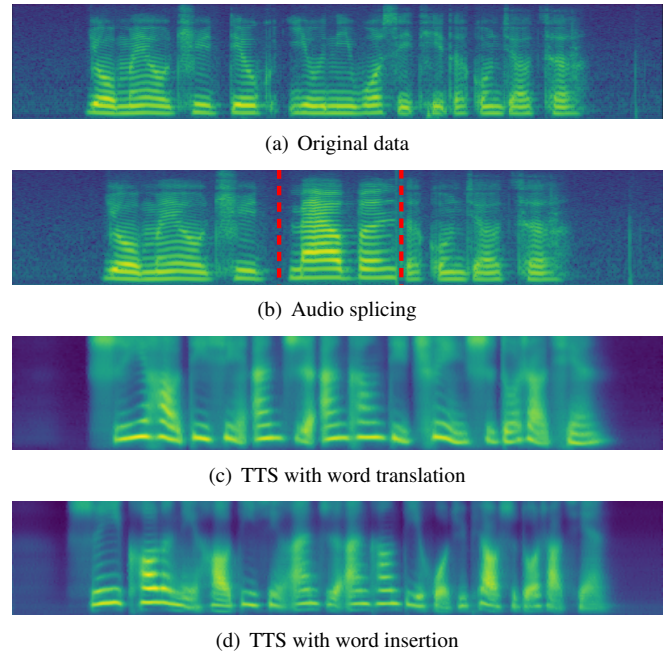 (a) Original data
(b) Audio splicing
(c) TTS with word translation
(d) TTS with word insertion